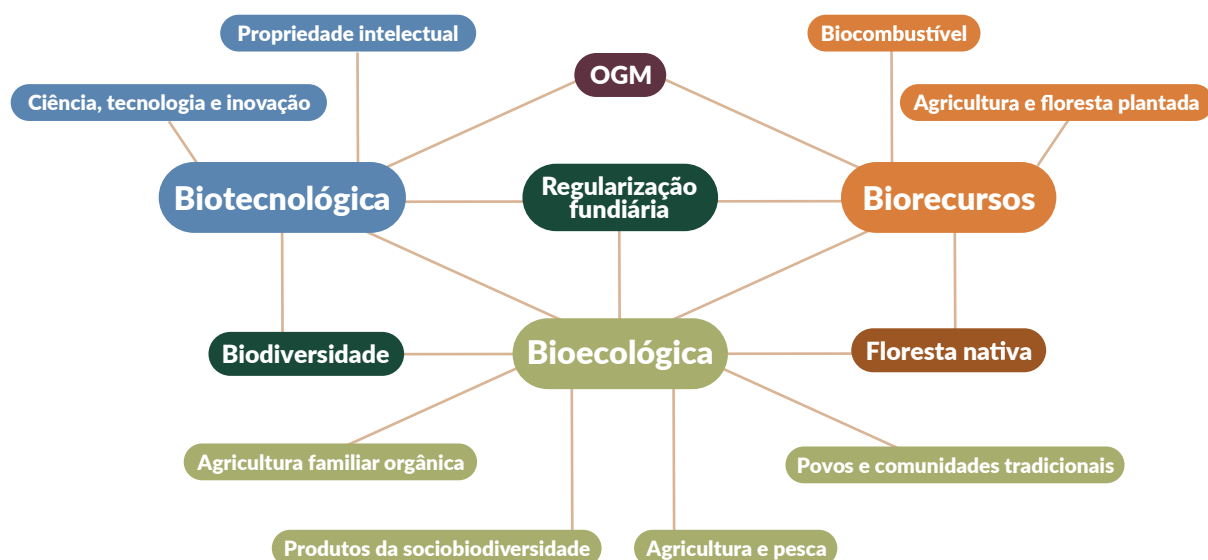 Propriedade intelectual
Biocombustível
OGM
Ciência, tecnologia e inovação
Agricultura e floresta plantada
Biotecnológica
Regularização
fundiária
Biorecursos
Biodiversidade
Bioecológica
Floresta nativa
Agricultura familiar orgânica
Povos e comunidades tradicionais
Produtos da sociobiodiversidade
Agricultura e pesca